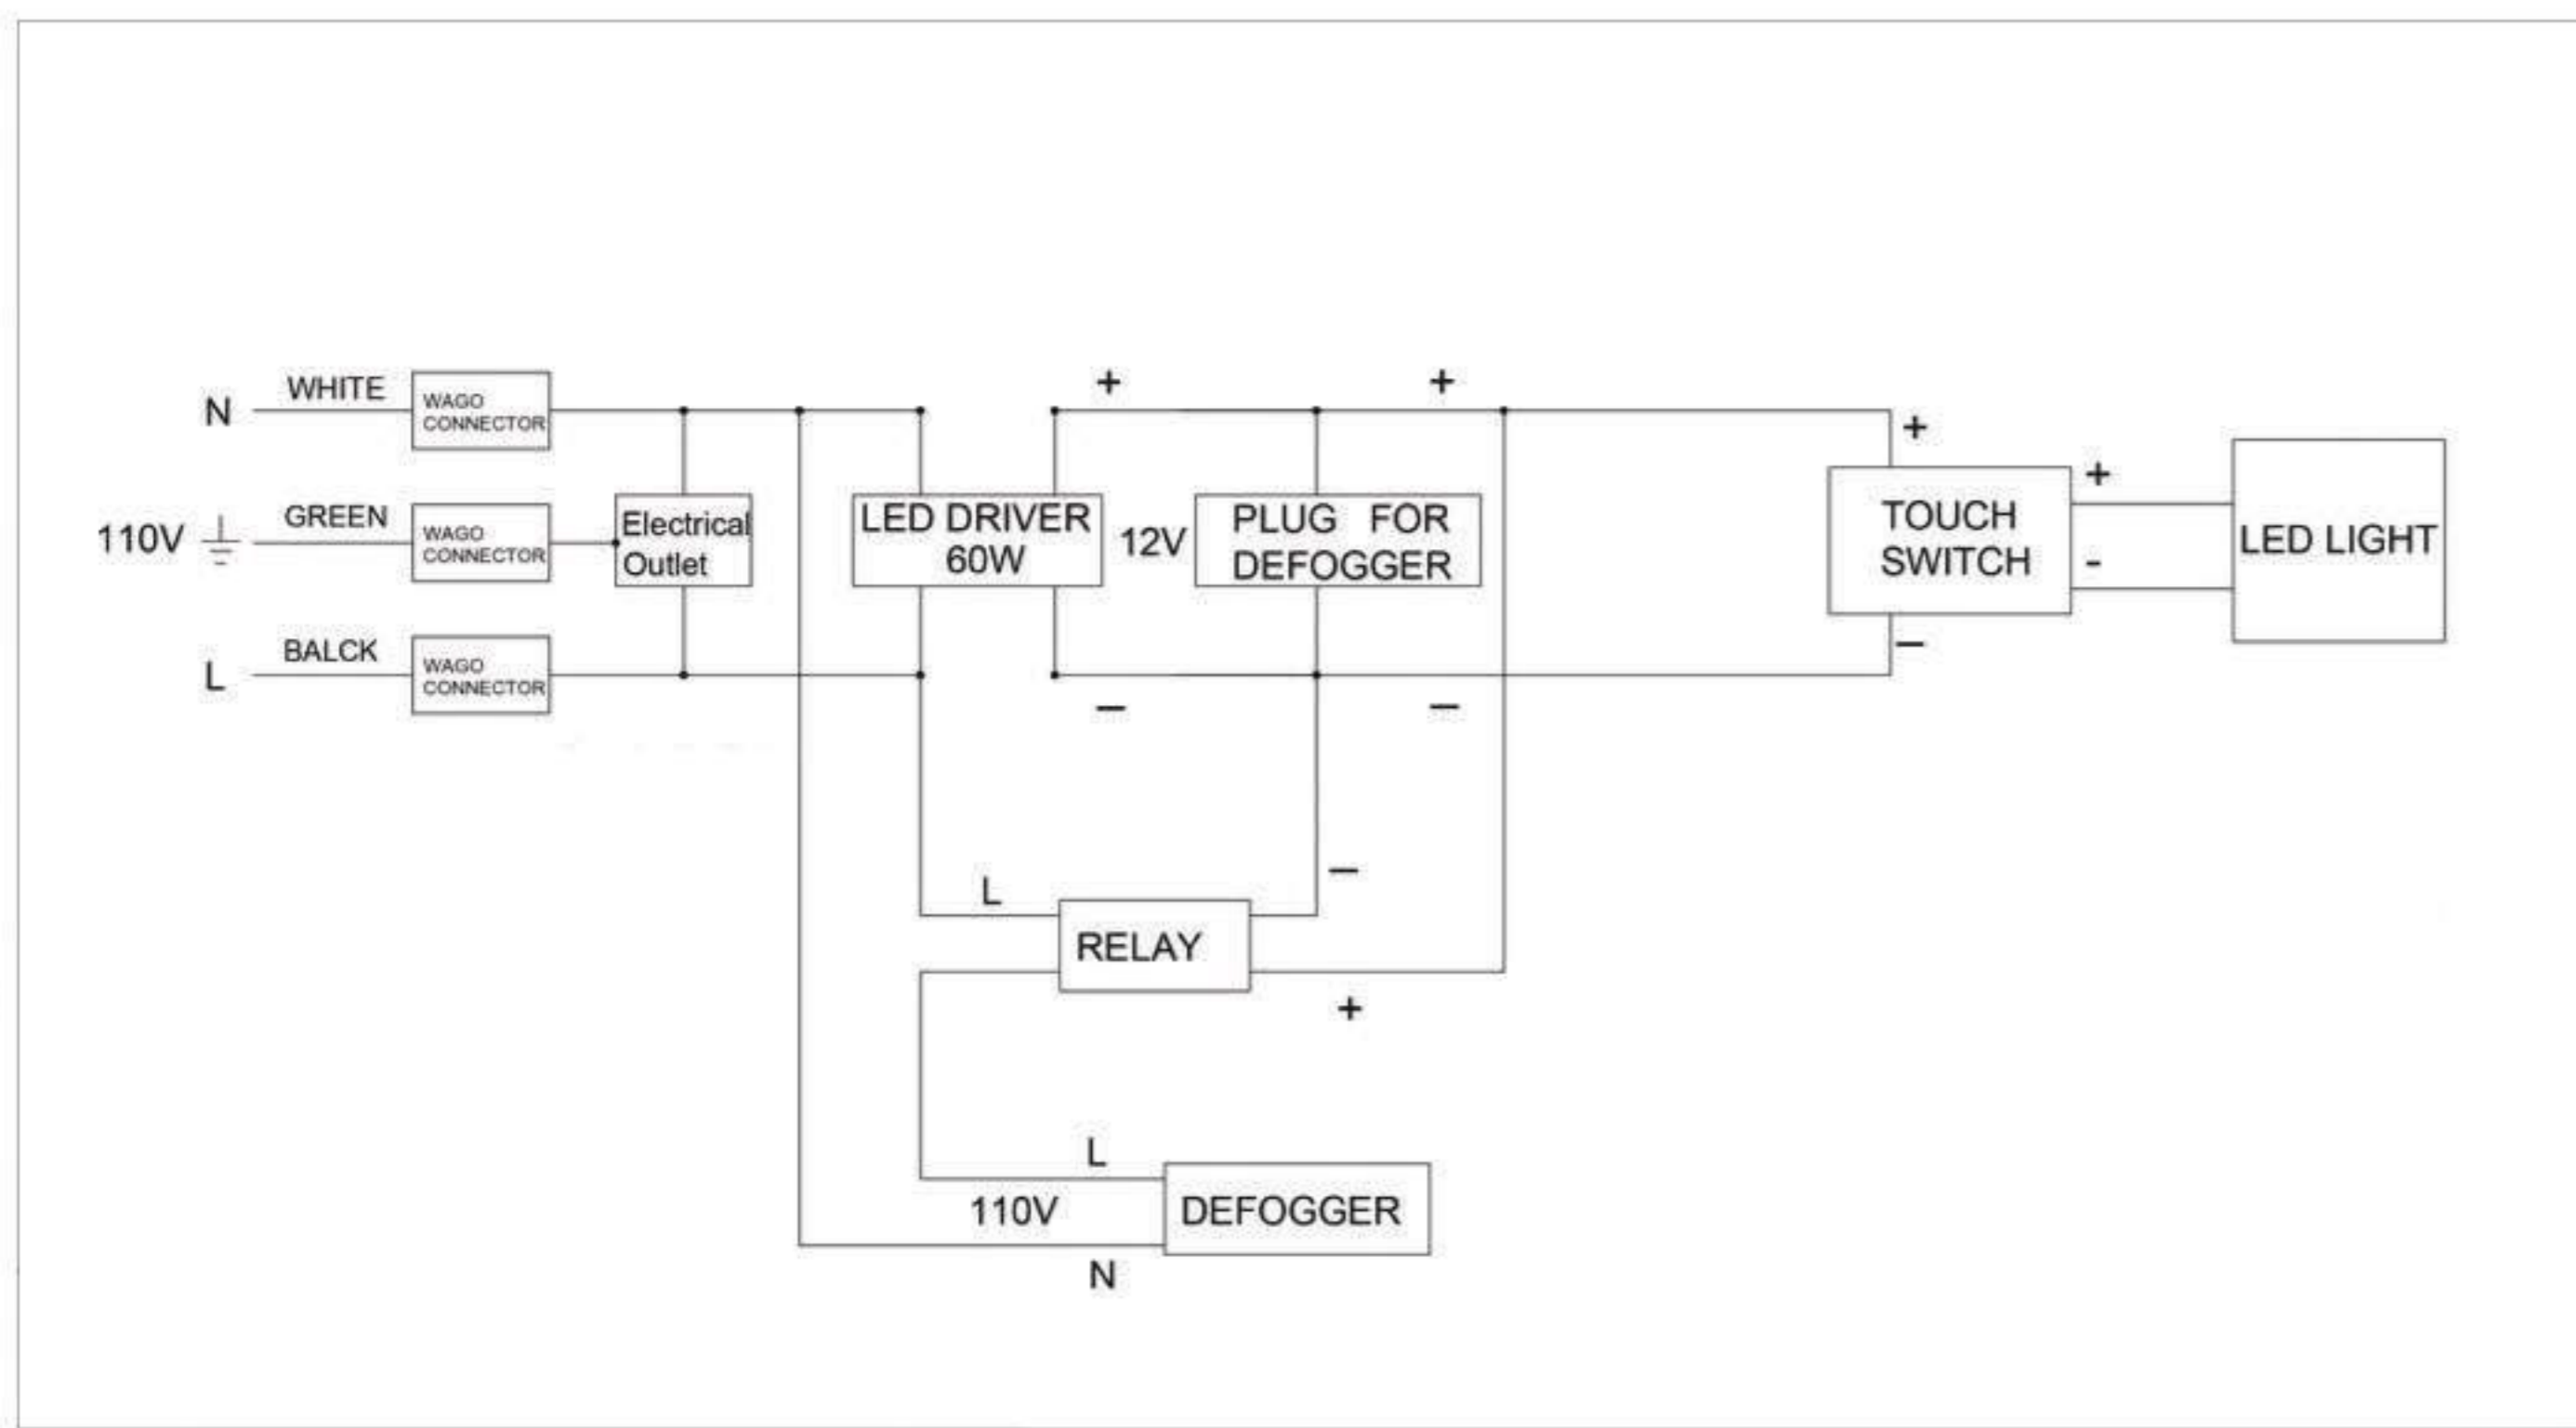 N
WHITE
WAGO
CONNECTOR
+
+
+
110V
GREEN
WAGO
CONNECTOR
Electrical
Outlet
LED DRIVER
60W
12V
PLUG FOR
DEFOGGER
TOUCH
SWITCH
+
-
LED LIGHT
L
BALCK
WAGO
CONNECTOR
–
–
–
L
RELAY
–
+
L
110V
DEFOGGER
N